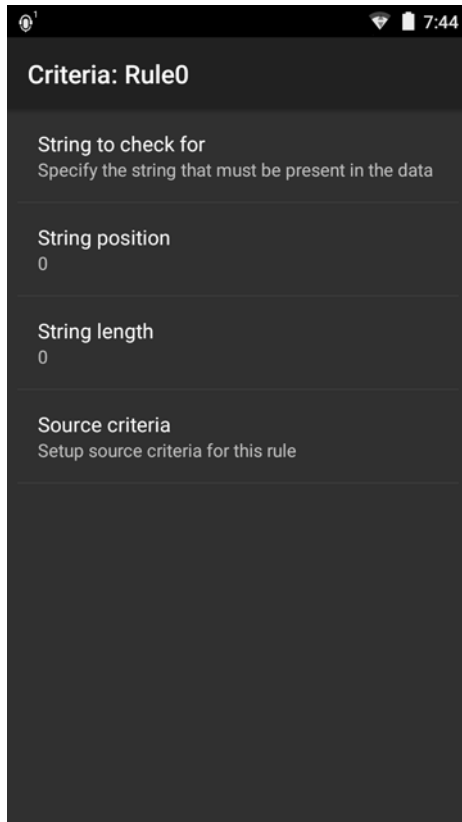 1 7:44
Criteria: Rule0
String to check for
Specify the string that must be present in the data
String position
0
String length
0
Source criteria
Setup source criteria for this rule